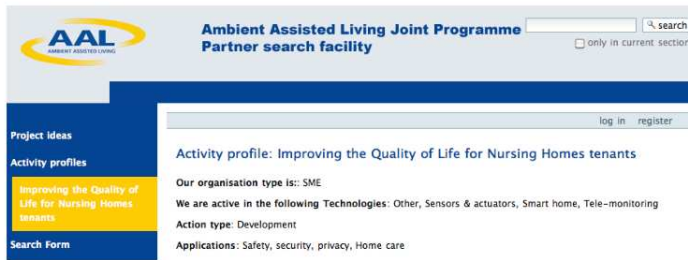 AAL
AMBIENT ASSISTED LIVING
Ambient Assisted Living Joint Programme
Partner search facility
search
only in current section
log in register
Project ideas
Activity profiles
Improving the Quality of
Life for Nursing Homes
tenants
Search Form
Activity profile: Improving the Quality of Life for Nursing Homes tenants
Our organisation type is:: SME
We are active in the following Technologies: Other, Sensors & actuators, Smart home, Tele-monitoring
Action type: Development
Applications: Safety, security, privacy, Home care